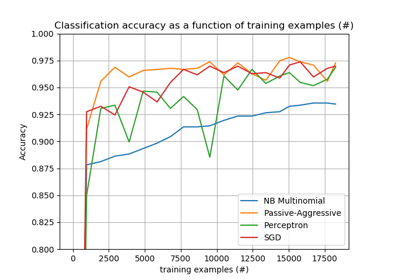 Classification accuracy as a function of training examples (#)
1.000
0.975
0.950
0.925
0.900
0.875
0.850
0.825
0.800
Accuracy
0 2500 5000 7500 10000 12500 15000 17500
training examples (#)
NB Multinomial
Passive-Aggressive
Perceptron
SGD